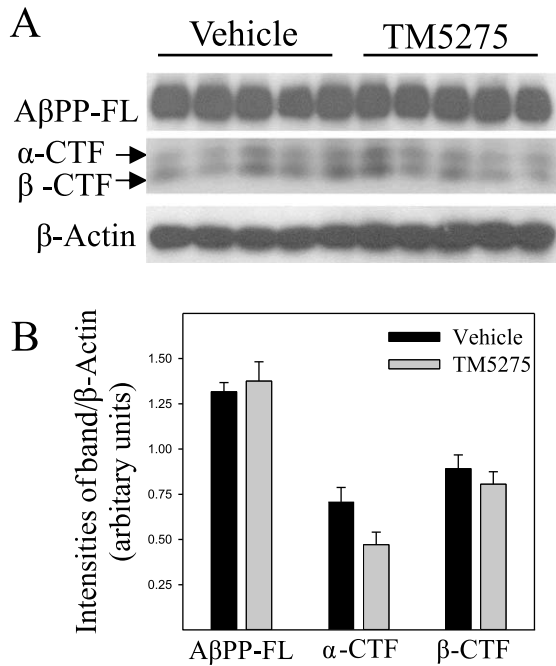 A
Vehicle TM5275
AβPP-FL
α-CTF
β -CTF
β-Actin
B
Intensities of band/β-Actin
(arbitary units)
Vehicle
TM5275
1.50
1.25
1.00
0.75
0.50
0.25
AβPP-FL α-CTF β-CTF